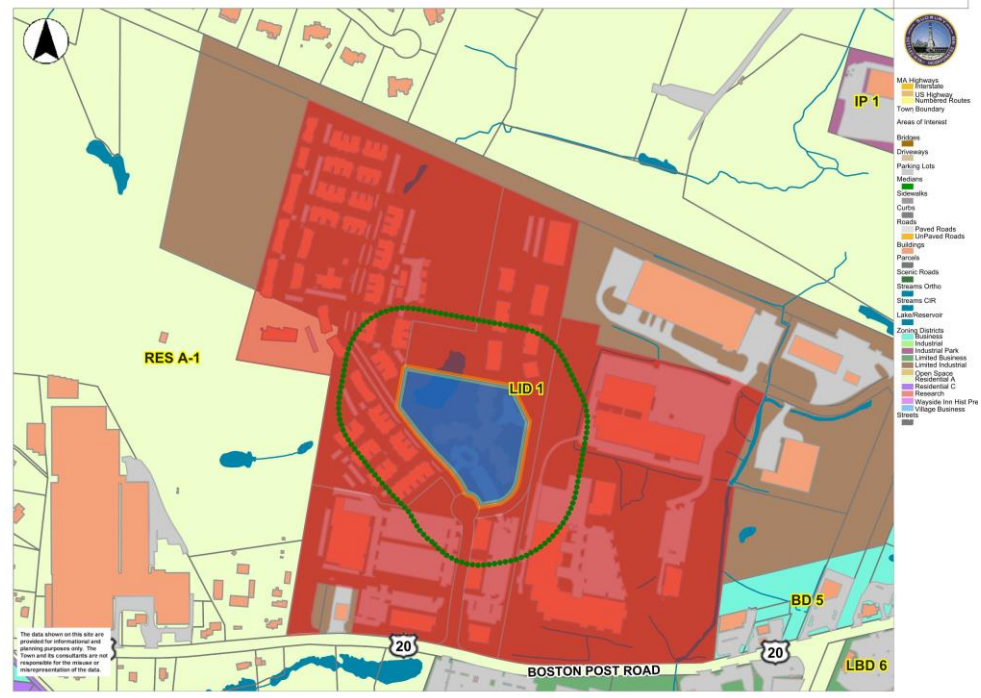 IP 1
RES A-1
LID 1
BD 5
LBD 6
20
20
BOSTON POST ROAD
The data shown on this site are
provided for informational and
planning purposes only. The
Town and its consultants are not
responsible for the misuse or
misrepresentation of the data.
MA Highways
Interstate
US Highway
Numbered Routes
Town Boundary
Areas of Interest
Bridges
Driveways
Parking Lots
Medians
Sidewalks
Curbs
Roads
Paved Roads
UnPaved Roads
Buildings
Parcels
Scenic Roads
Streams Ortho
Streams CIR
Lake/Reservoir
Zoning Districts
Business
Industrial
Industrial Park
Limited Business
Limited Industrial
Open Space
Residential A
Residential C
Research
Wayside Inn Hist Pre
Village Business
Streets